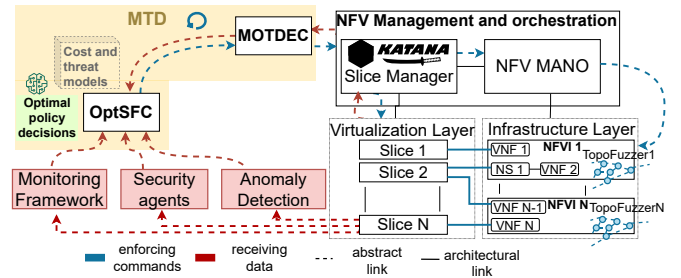 MTD
MOTDEC
NFV Management and orchestration
Cost and
threat
models
KATANA
Slice Manager
NFV MANO
Optimal
policy
decisions
OptSFC
Virtualization Layer
Infrastructure Layer
Slice 1
VNF 1
NFVI 1
TopoFuzzer1
Slice 2
NS 1
VNF 2
Monitoring
Framework
Security
agents
Anomaly
Detection
VNF N-1
NFVI N
TopoFuzzerN
Slice N
VNF N
enforcing
commands
receiving
data
abstract
link
architectural
link